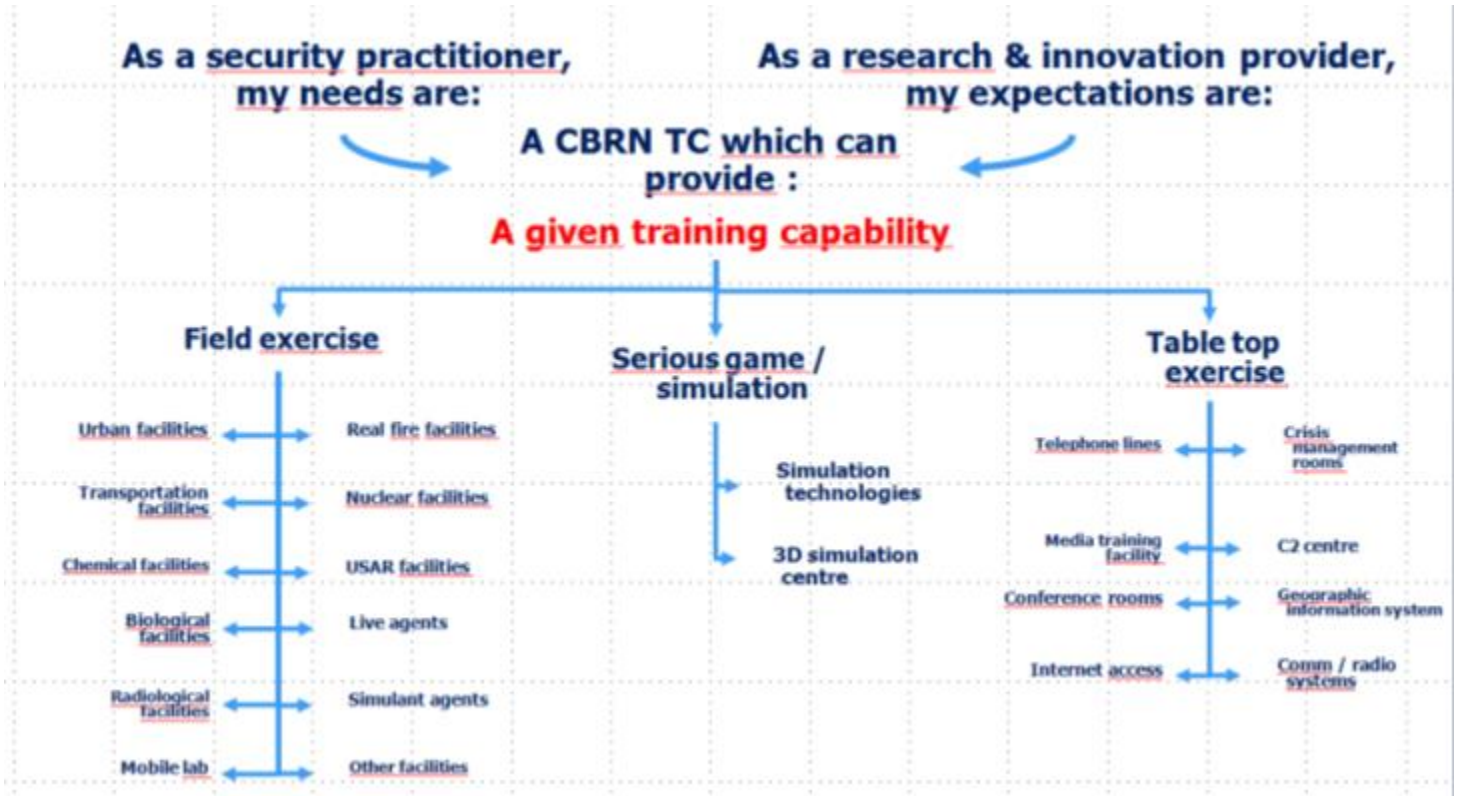 As a security practitioner,
my needs are:
As a research & innovation provider,
my expectations are:
A CBRN TC which can
provide :
A given training capability
Field exercise
Urban facilities
Real fire facilities
Transportation
facilities
Nuclear facilities
Chemical facilities
USAR facilities
Biological
facilities
Live agents
Radiological
facilities
Simulant agents
Mobile lab
Other facilities
Serious game /
simulation
Simulation
technologies
3D simulation
centre
Table top
exercise
Telephone lines
Crisis
management
rooms
Media training
facility
C2 centre
Conference rooms
Geographic
information system
Internet access
Comm / radio
systems